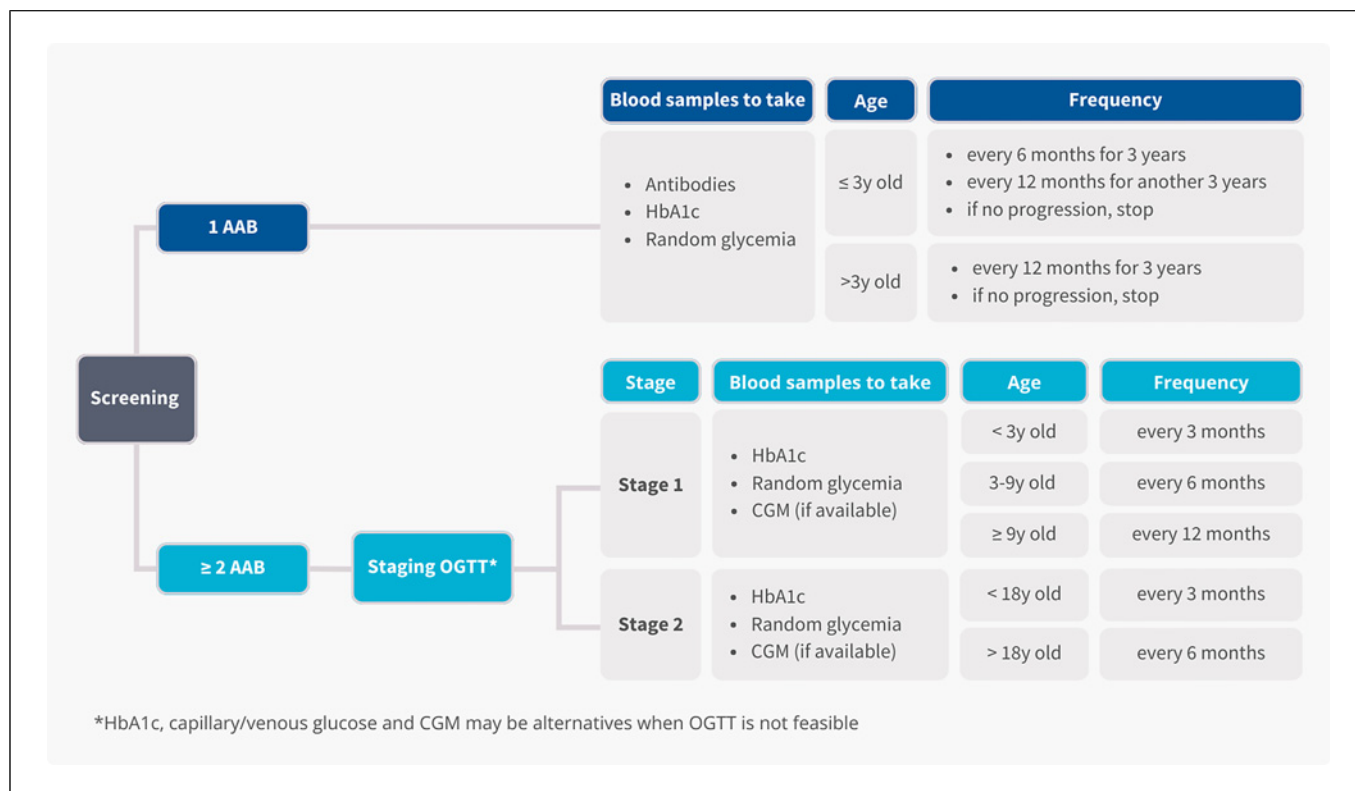 Blood samples to take
Age
Frequency
• Antibodies
• HbA1c
• Random glycemia
≤ 3y old
• every 6 months for 3 years
• every 12 months for another 3 years
• if no progression, stop
>3y old
• every 12 months for 3 years
• if no progression, stop
1 AAB
Screening
≥ 2 AAB
Staging OGTT*
Stage
Blood samples to take
Age
Frequency
Stage 1
• HbA1c
• Random glycemia
• CGM (if available)
< 3y old
every 3 months
3-9y old
every 6 months
≥ 9y old
every 12 months
Stage 2
• HbA1c
• Random glycemia
• CGM (if available)
< 18y old
every 3 months
> 18y old
every 6 months
*HbA1c, capillary/venous glucose and CGM may be alternatives when OGTT is not feasible